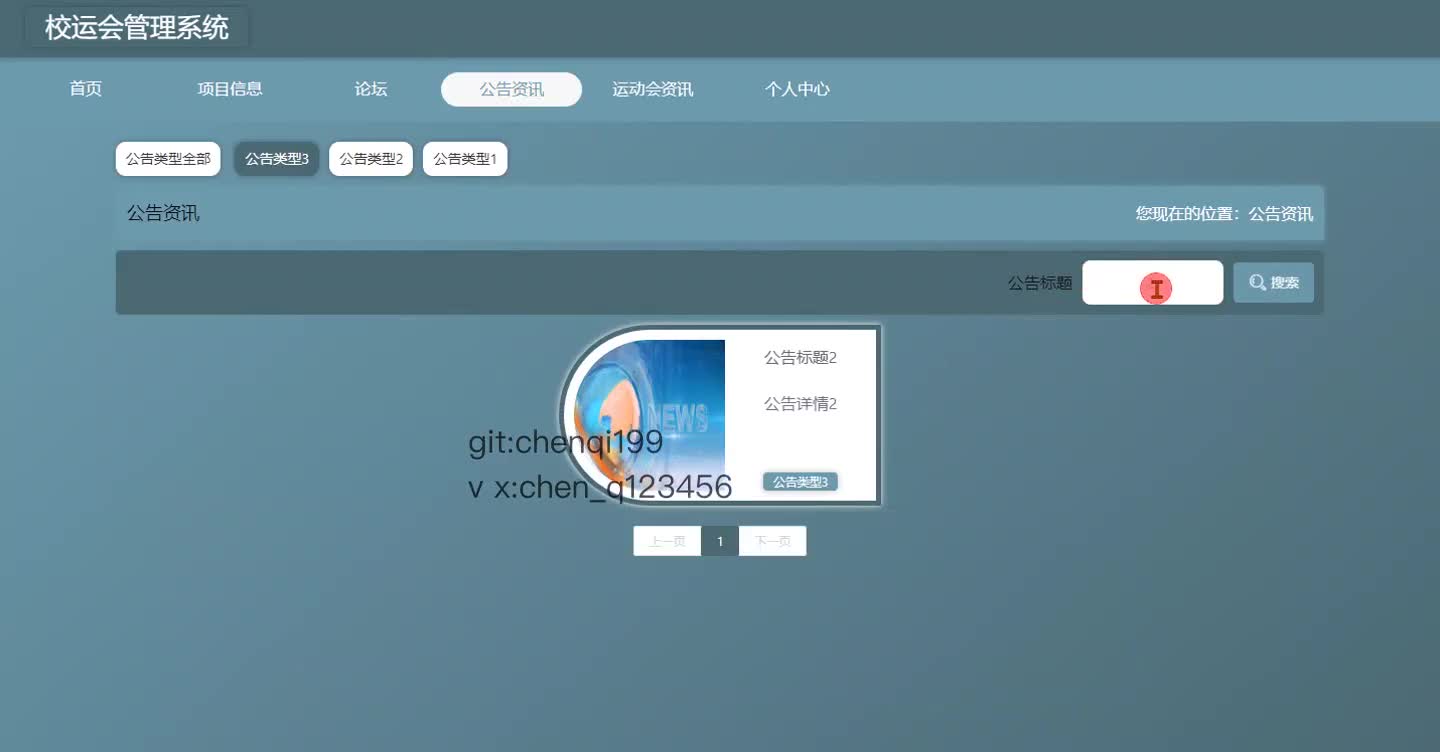 校运会管理系统
首页 项目信息 论坛 公告资讯 运动会资讯 个人中心
公告类型全部 公告类型3 公告类型2 公告类型1
公告资讯 您现在的位置：公告资讯
公告标题 搜索
公告标题2
公告详情2
NEWS
git:chenqi199
公告类型3
v x:chen_q123456
上一页 1 下一页